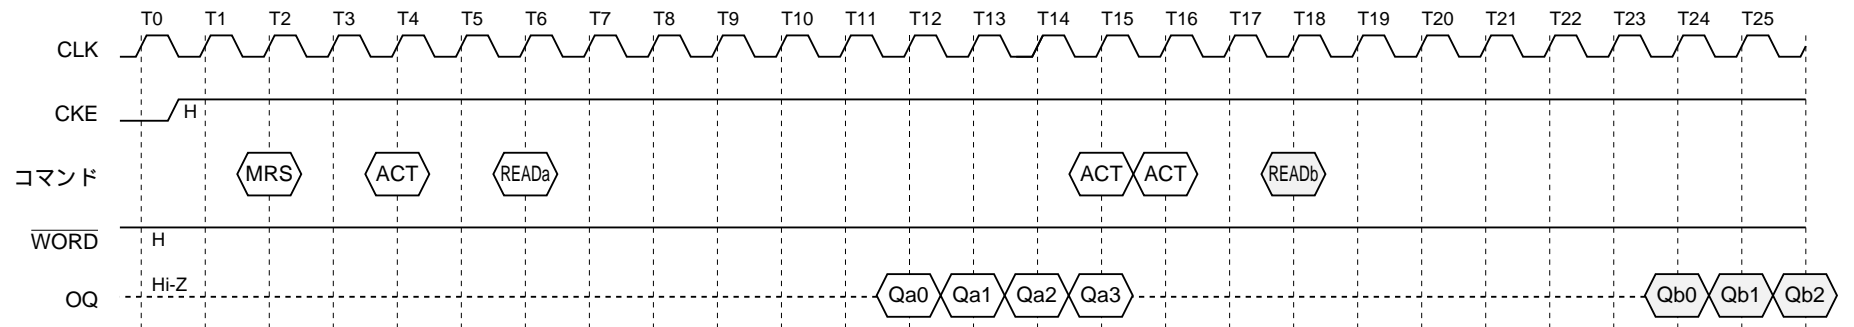 T0 T1 T2 T3 T4 T5 T6 T7 T8 T9 T10 T11 T12 T13 T14 T15 T16 T17 T18 T19 T20 T21 T22 T23 T24 T25
CLK
CKE H
コマンド MRS ACT READa ACT ACT READb
WORD H
OQ Hi-Z Qa0 Qa1 Qa2 Qa3 Qb0 Qb1 Qb2